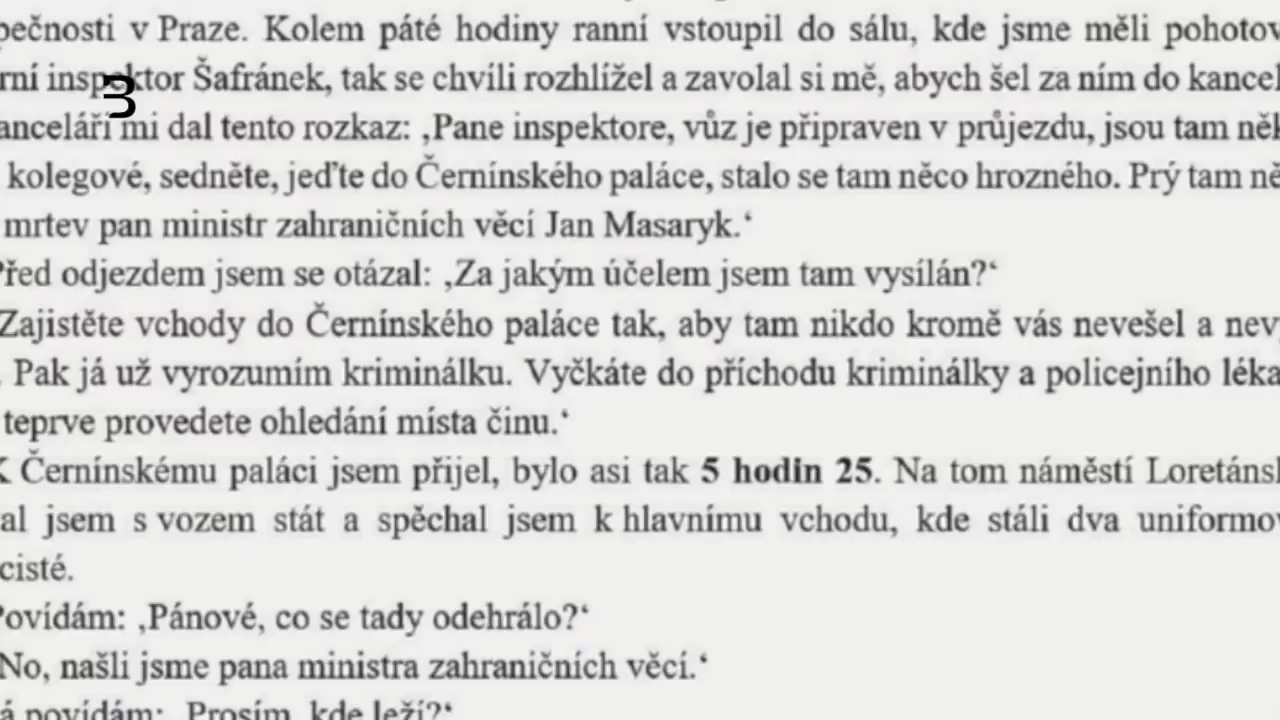 pečnosti v Praze. Kolem páté hodiny ranní vstoupil do sálu, kde jsme měli pohotov
rní inspektor Šafránek, tak se chvíli rozhlížel a zavolal si mě, abych šel za ním do kancel
3
anceláři mi dal tento rozkaz: ‚Pane inspektore, vůz je připraven v průjezdu, jsou tam něk
kolegové, sedněte, jeďte do Černínského paláce, stalo se tam něco hrozného. Prý tam ně
mrtev pan ministr zahraničních věcí Jan Masaryk.‘
Před odjezdem jsem se otázal: ‚Za jakým účelem jsem tam vysílán?‘
Zajistěte vchody do Černínského paláce tak, aby tam nikdo kromě vás nevešel a nevy
. Pak já už vyrozumím kriminálku. Vyčkáte do příchodu kriminálky a policejního léka
teprve provedete ohledání místa činu.‘
K Černínskému paláci jsem přijel, bylo asi tak 5 hodin 25. Na tom náměstí Loretánsk
al jsem s vozem stát a spěchal jsem k hlavnímu vchodu, kde stáli dva uniformov
cisté.
Povídám: ‚Pánové, co se tady odehrálo?‘
No, našli jsme pana ministra zahraničních věcí.‘
á povídám: ‚Prosím, kde leží?‘